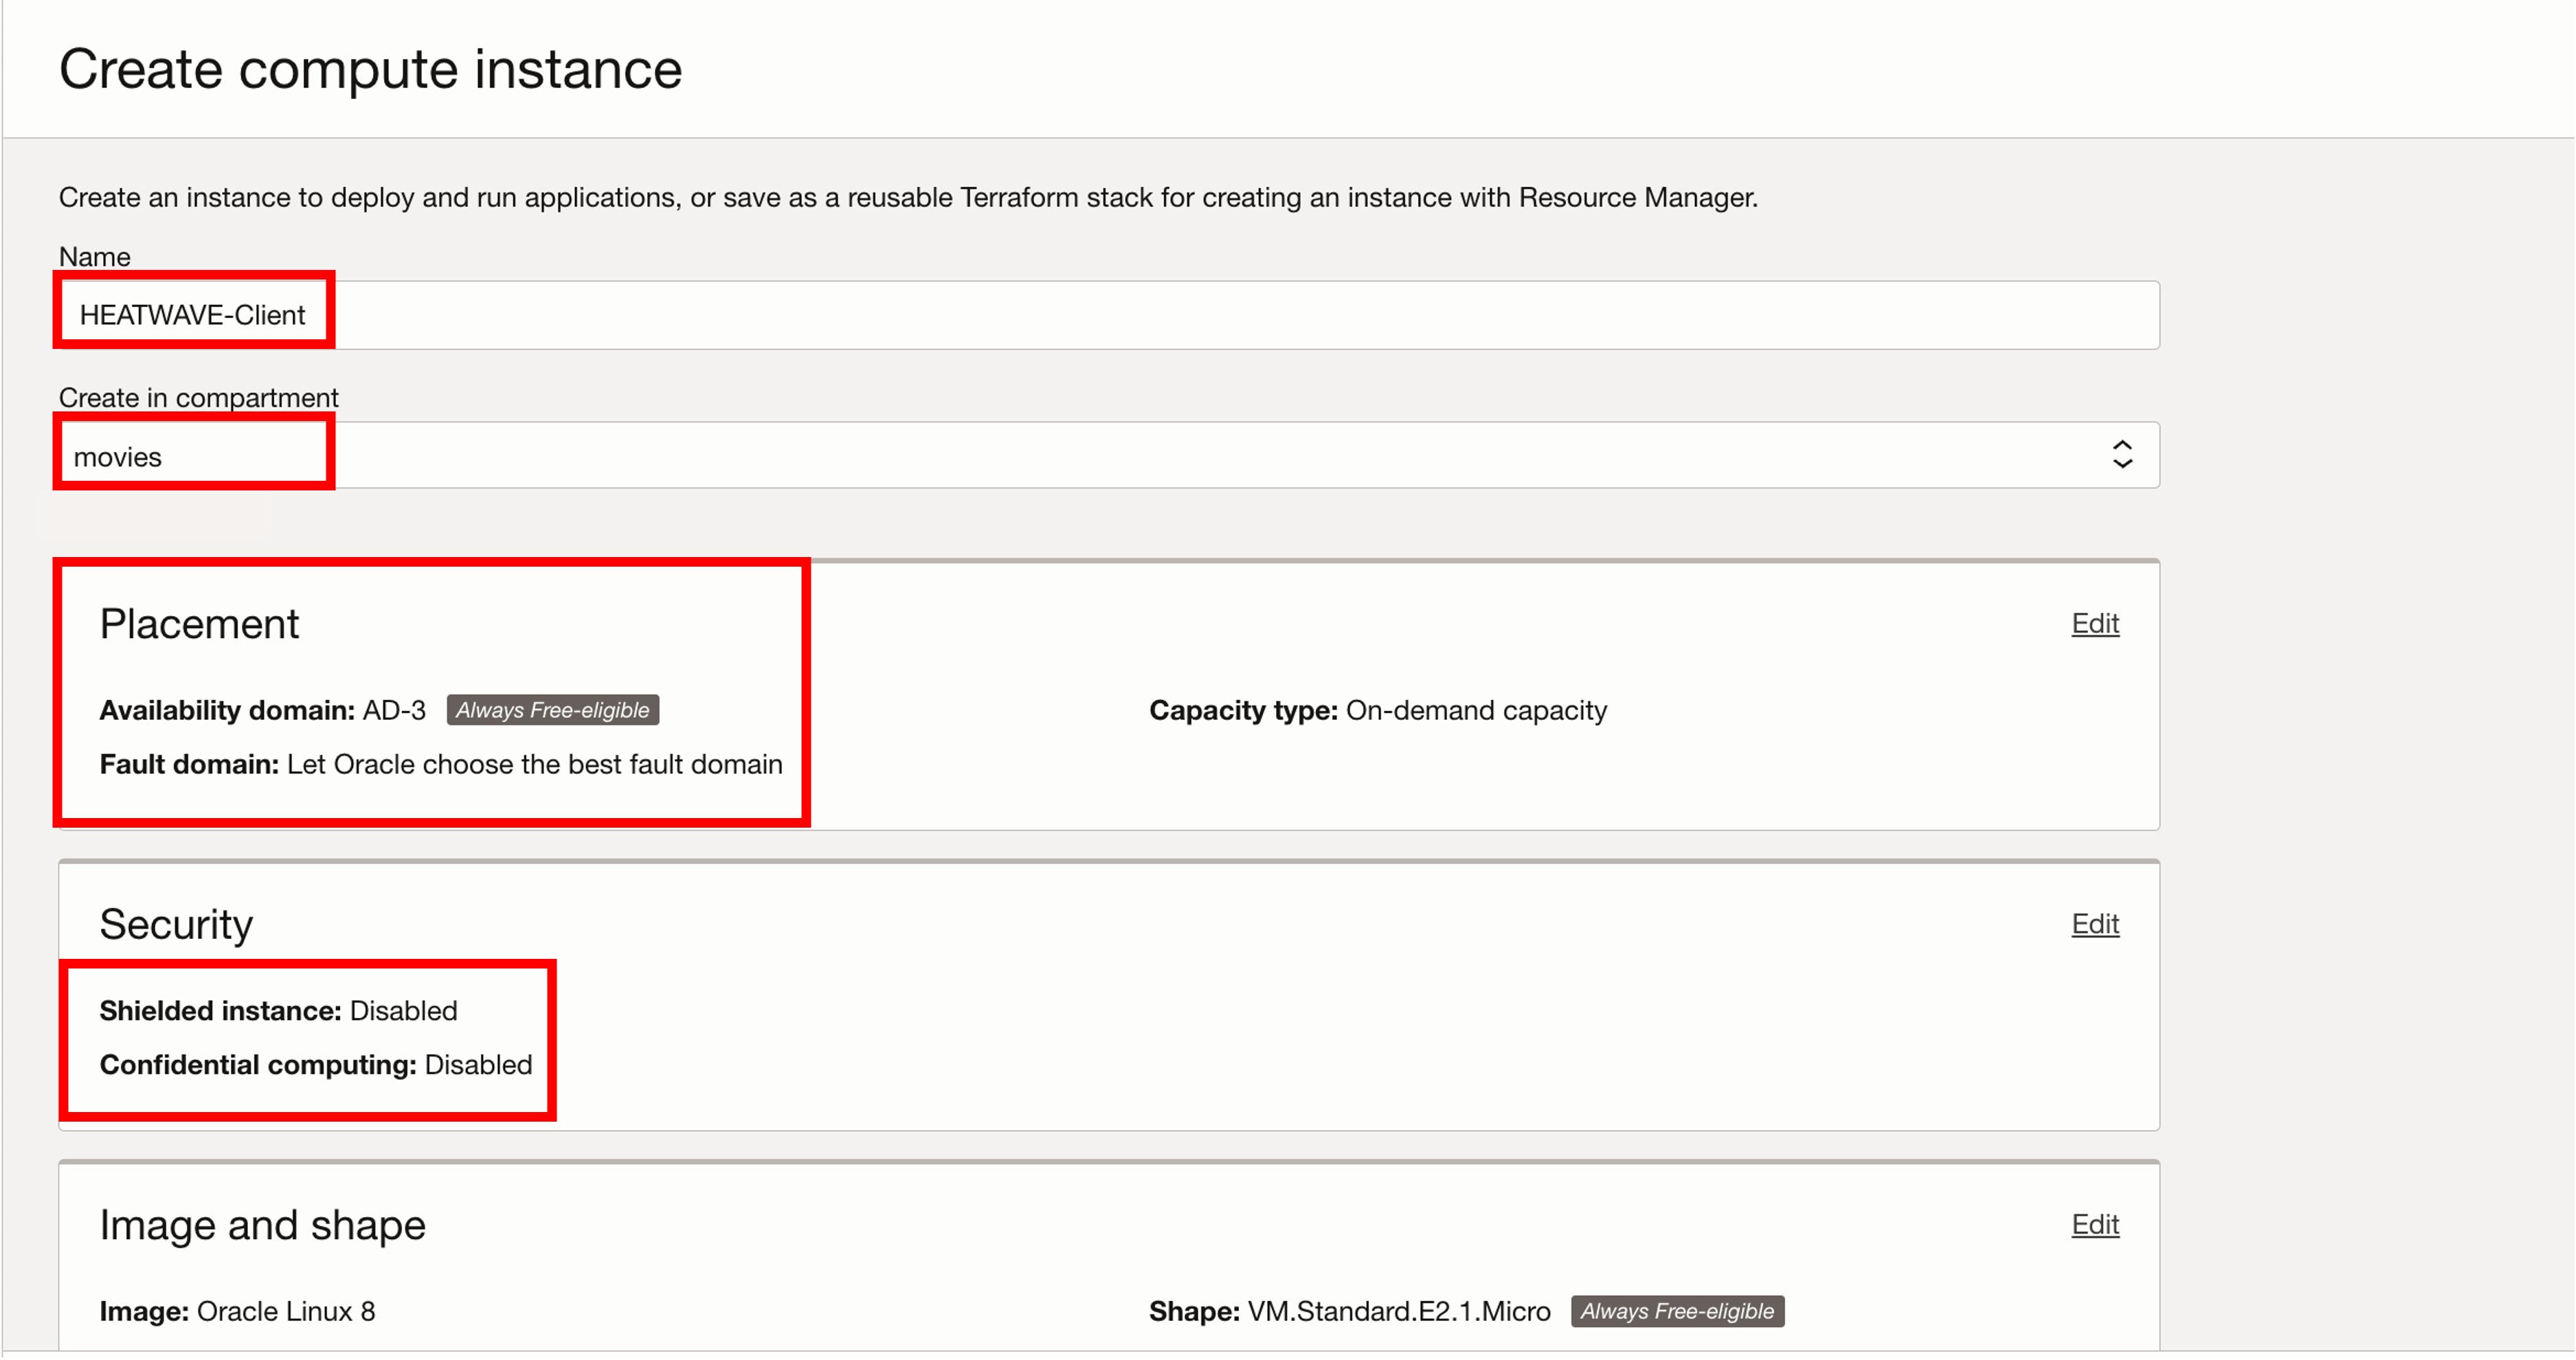 Create compute instance
Create an instance to deploy and run applications, or save as a reusable Terraform stack for creating an instance with Resource Manager.
Name
HEATWAVE-Client
Create in compartment
movies
Placement
Edit
Availability domain: AD-3 Always Free-eligible
Capacity type: On-demand capacity
Fault domain: Let Oracle choose the best fault domain
Security
Edit
Shielded instance: Disabled
Confidential computing: Disabled
Image and shape
Edit
Image: Oracle Linux 8
Shape: VM.Standard.E2.1.Micro Always Free-eligible